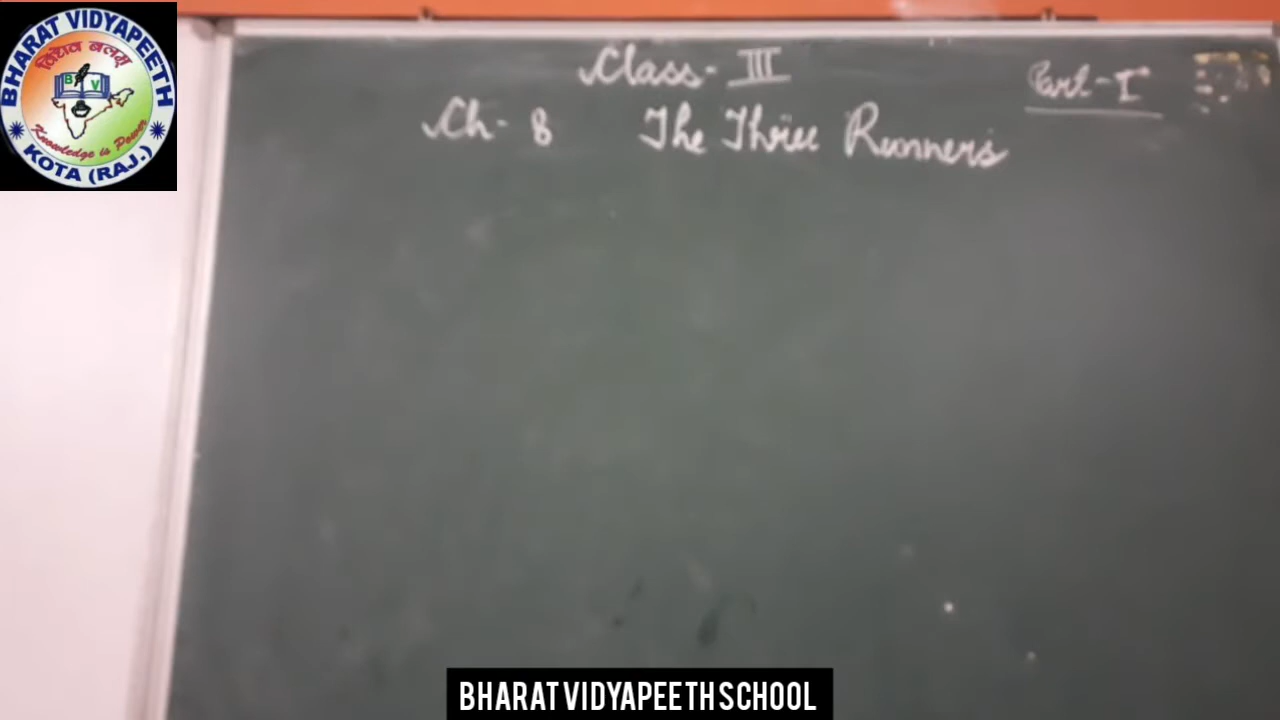 BHARAT VIDYAPEETH
B V
Knowledge is Power
KOTA (RAJ.)
Class- III
Part-I
Ch- 8 The Three Runners
BHARAT VIDYAPEETH SCHOOL